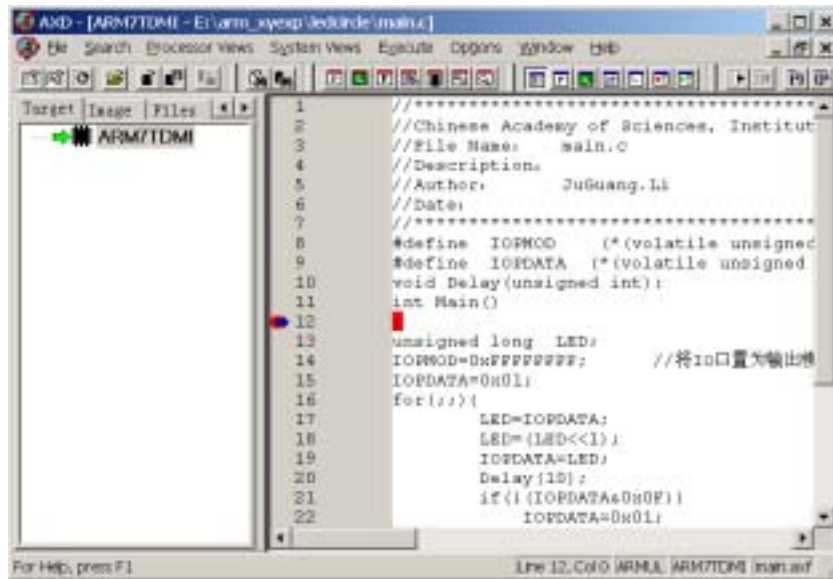 AXD - [ARM7TDMI - E:\arm_xyexp\ledcircle\main.c]
File Search Processor Views System Views Execute Options Window Help
Target Image Files
ARM7TDMI
1 //**************************************
2 //Chinese Academy of Sciences, Institut
3 //File Name: main.c
4 //Description:
5 //Author: JuGuang.Li
6 //Date:
7 //**************************************
8 #define IOPMOD (*(volatile unsigned
9 #define IOPDATA (*(volatile unsigned
10 void Delay(unsigned int);
11 int Main()
12
13 unsigned long LED;
14 IOPMOD=0xFFFFFFFF; //将IO口置为输出模
15 IOPDATA=0x01;
16 for(;;){
17 LED=IOPDATA;
18 LED=(LED<<1);
19 IOPDATA=LED;
20 Delay(10);
21 if(!(IOPDATA&0x0F))
22 IOPDATA=0x01;
For Help, press F1
Line 12, Col 0 ARMUL ARM7TDMI main.axf